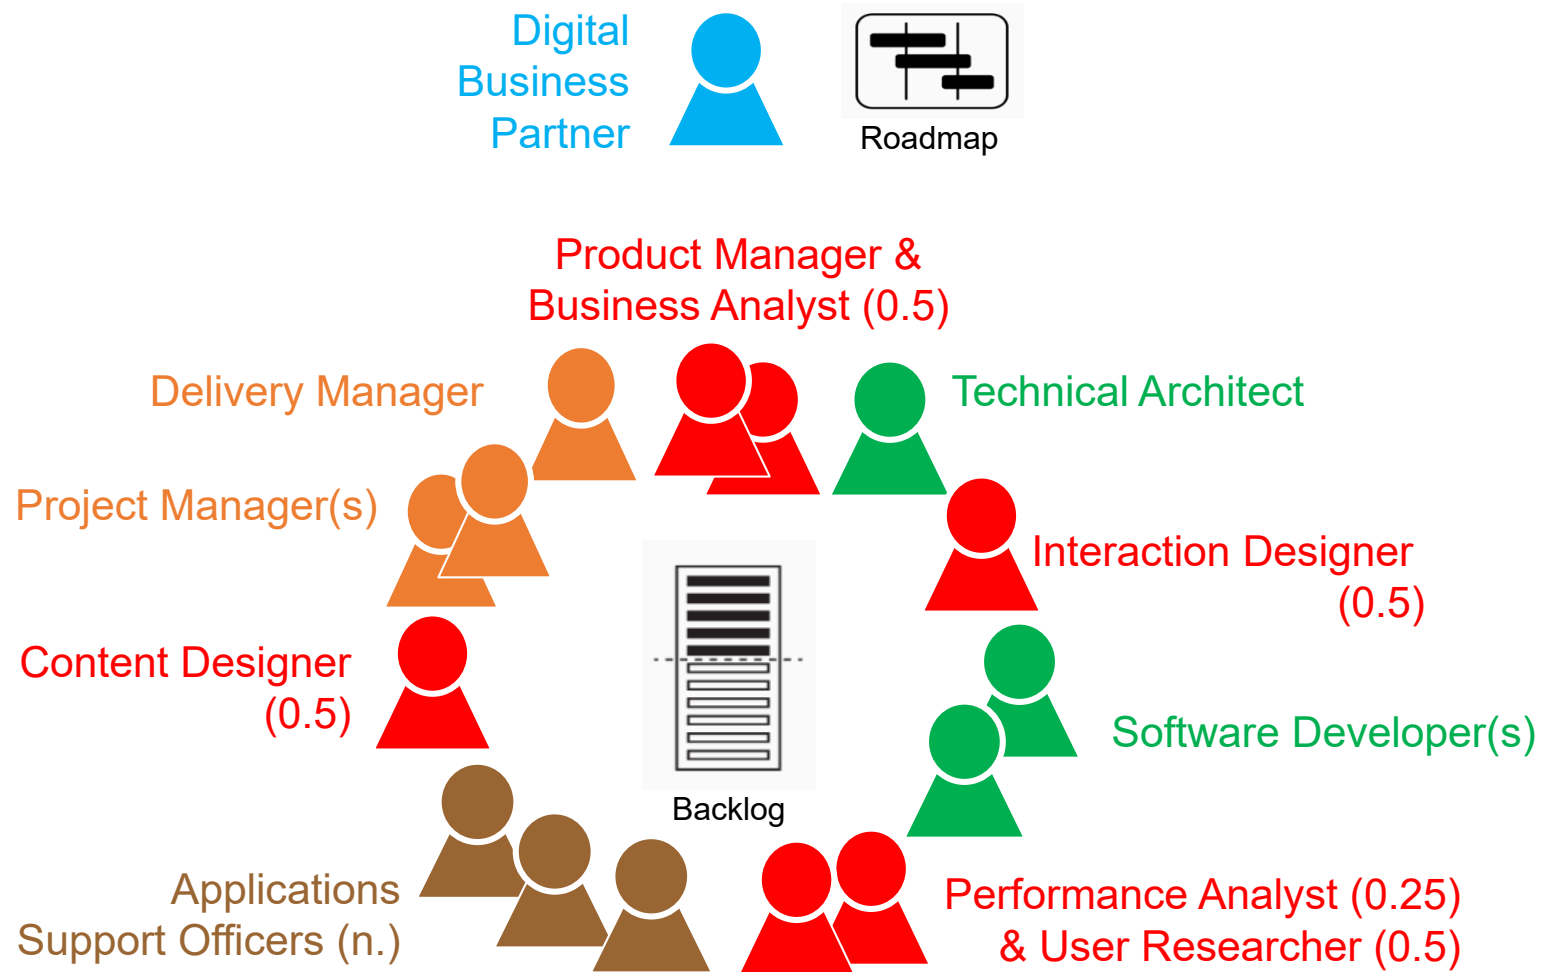 Digital
Business
Partner
Roadmap
Product Manager &
Business Analyst (0.5)
Delivery Manager
Technical Architect
Project Manager(s)
Interaction Designer
(0.5)
Content Designer
(0.5)
Software Developer(s)
Backlog
Applications
Support Officers (n.)
Performance Analyst (0.25)
& User Researcher (0.5)